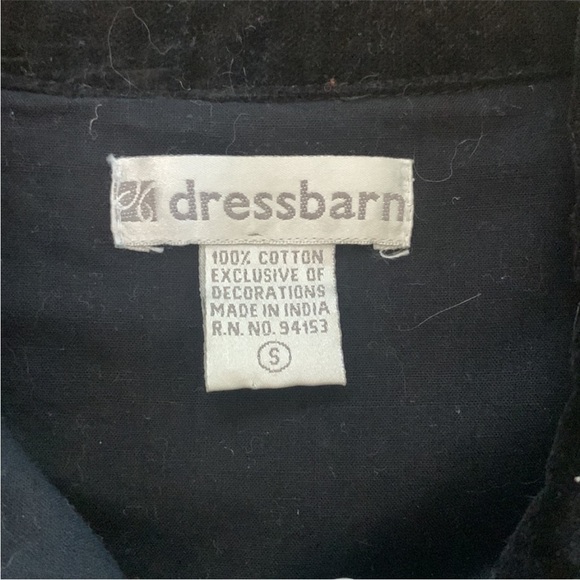 dressbarn
100% COTTON
EXCLUSIVE OF
DECORATIONS
MADE IN INDIA
R.N. NO. 94153
S